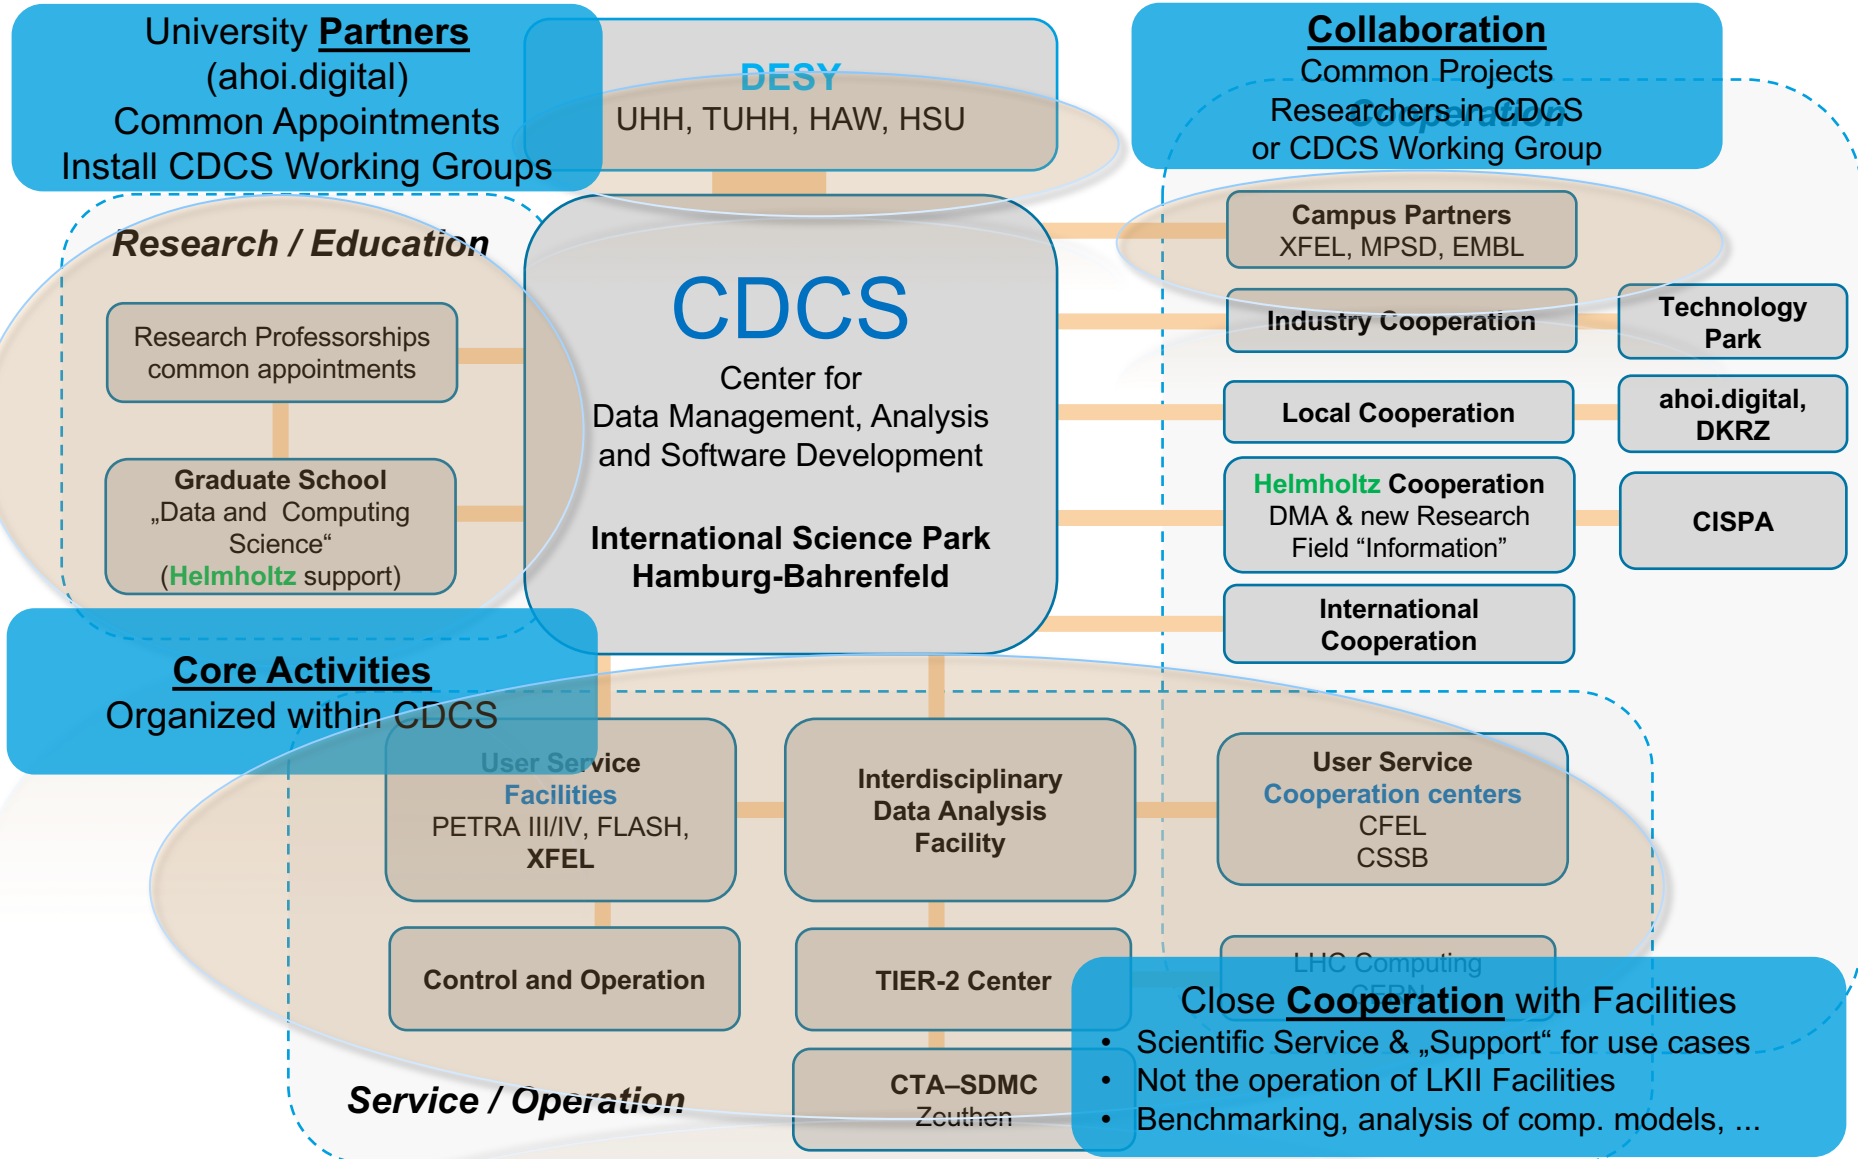 University Partners
(ahoi.digital)
Common Appointments
Install CDCS Working Groups
DESY
UHH, TUHH, HAW, HSU
Collaboration
Common Projects
Researchers in CDCS
or CDCS Working Group
Cooperation
Research / Education
Research Professorships
common appointments
Graduate School
„Data and Computing
Science“
(Helmholtz support)
CDCS
Center for
Data Management, Analysis
and Software Development
International Science Park
Hamburg-Bahrenfeld
Campus Partners
XFEL, MPSD, EMBL
Industry Cooperation
Technology
Park
Local Cooperation
ahoi.digital,
DKRZ
Helmholtz Cooperation
DMA & new Research
Field “Information”
CISPA
International
Cooperation
Core Activities
Organized within CDCS
User Service
Facilities
PETRA III/IV, FLASH,
XFEL
Interdisciplinary
Data Analysis
Facility
User Service
Cooperation centers
CFEL
CSSB
Control and Operation
TIER-2 Center
LHC Computing
CERN
CTA–SDMC
Zeuthen
Service / Operation
Close Cooperation with Facilities
• Scientific Service & „Support“ for use cases
• Not the operation of LKII Facilities
• Benchmarking, analysis of comp. models, ...